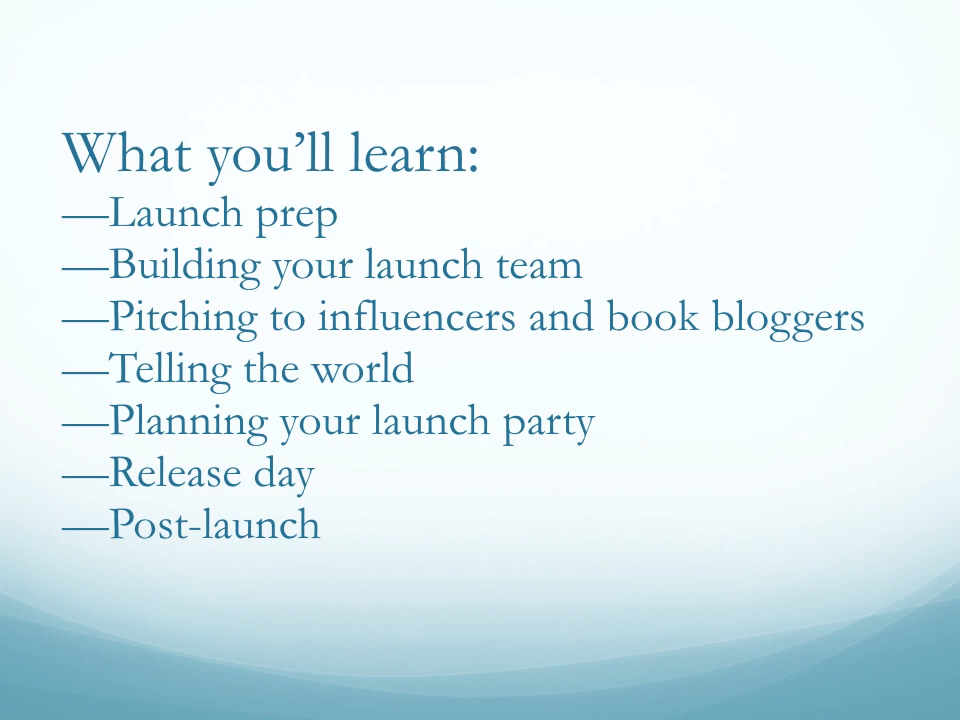 What you’ll learn:
—Launch prep
—Building your launch team
—Pitching to influencers and book bloggers
—Telling the world
—Planning your launch party
—Release day
—Post-launch